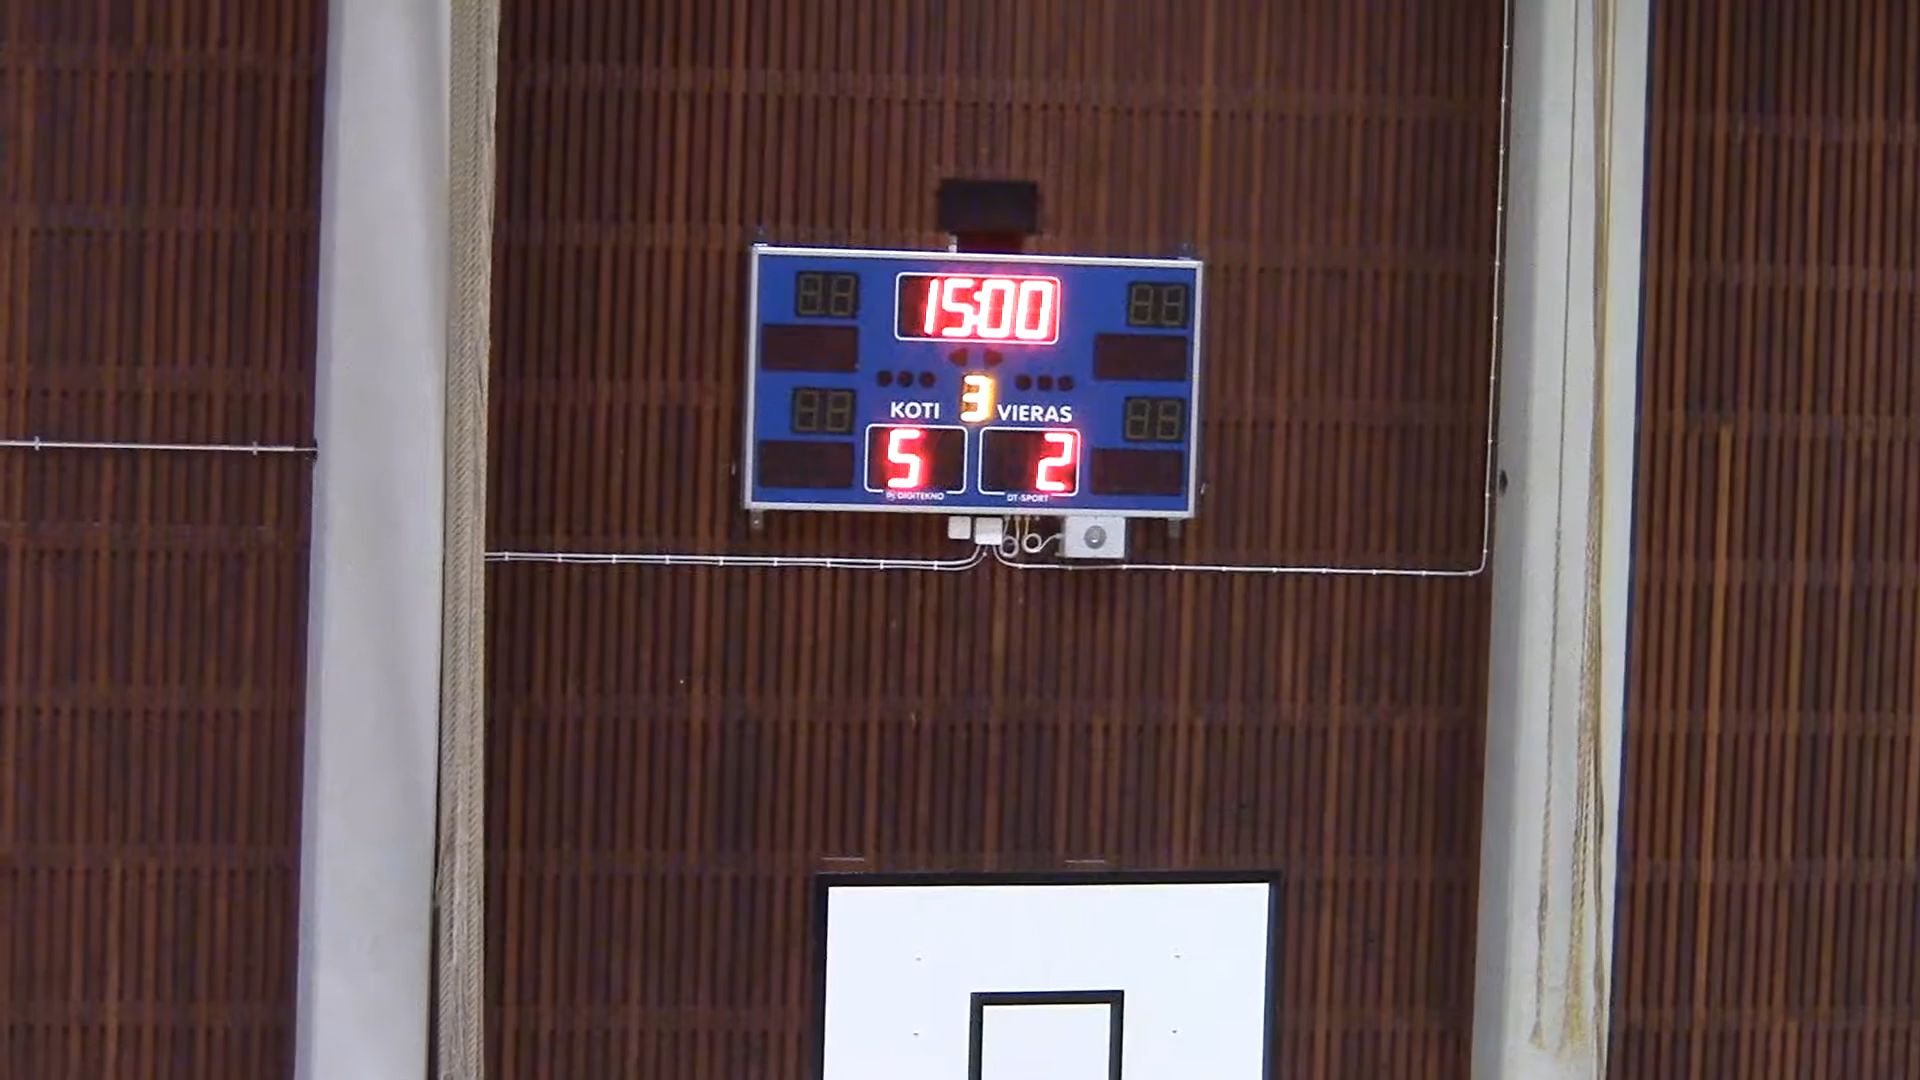 15:00
3
KOTI VIERAS
5 2
DIGITEKNO DT-SPORT